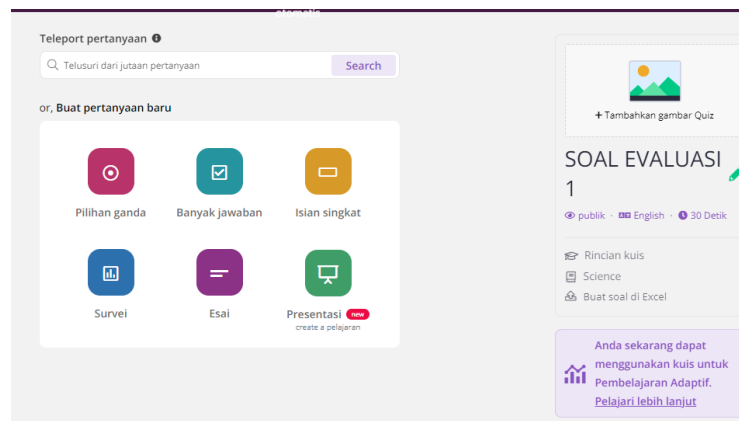 otomatis
Teleport pertanyaan
Telusuri dari jutaan pertanyaan
Search
or, Buat pertanyaan baru
Pilihan ganda
Banyak jawaban
Isian singkat
Survei
Esai
Presentasi new
create a pelajaran
+ Tambahkan gambar Quiz
SOAL EVALUASI
1
publik · English · 30 Detik
Rincian kuis
Science
Buat soal di Excel
Anda sekarang dapat
menggunakan kuis untuk
Pembelajaran Adaptif.
Pelajari lebih lanjut